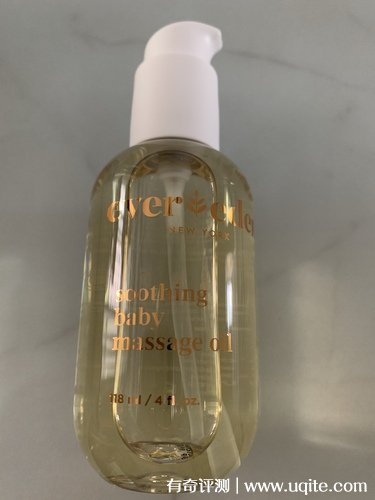 ever eden
NEW YORK
soothing
baby
massage oil
118 ml / 4 fl. oz.
有奇评测 | www.uqite.com